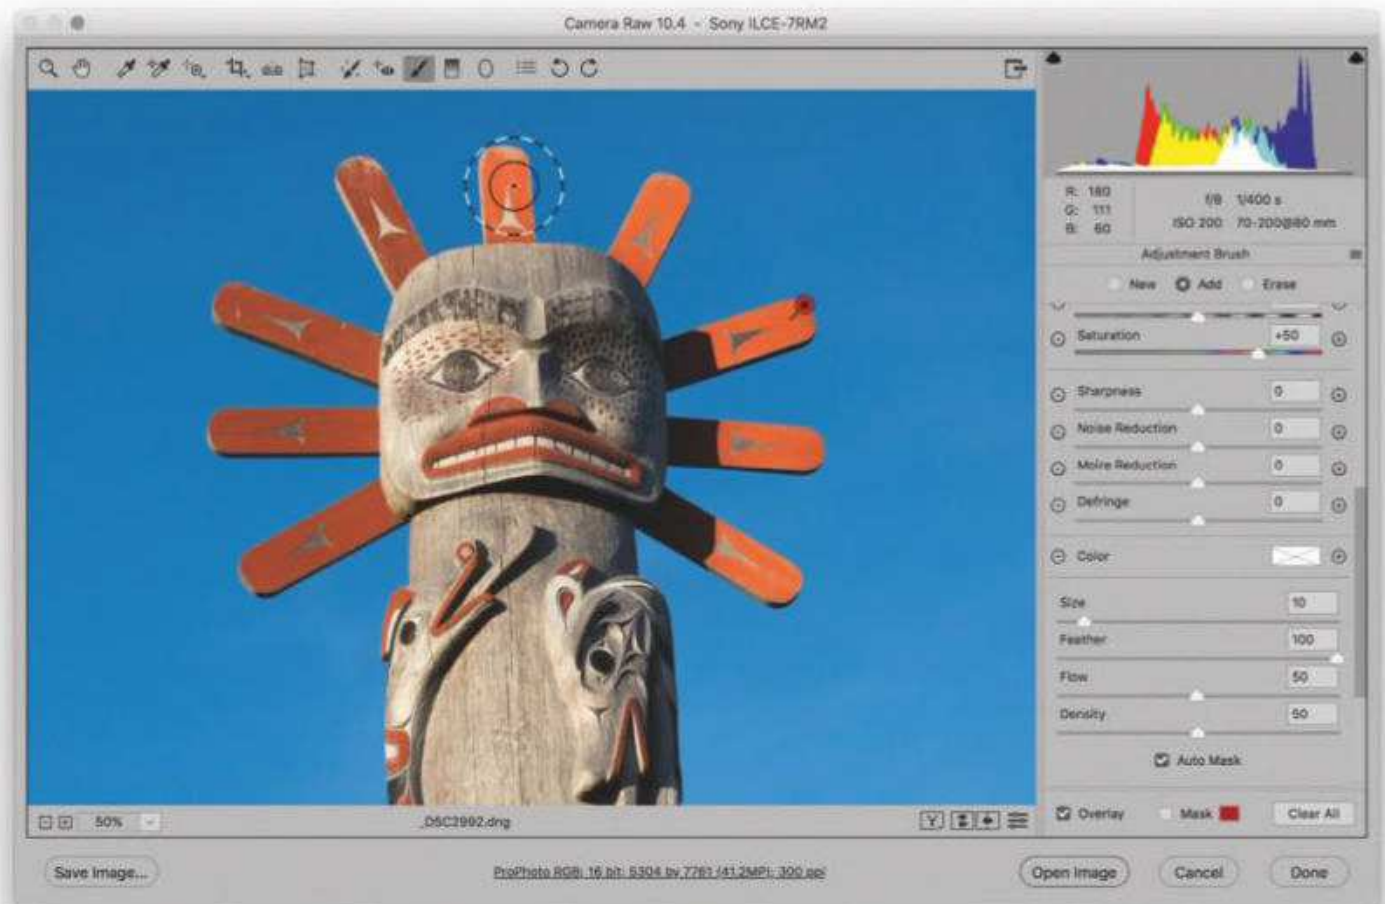 Camera Raw 10.4 - Sony ILCE-7RM2
R: 180
G: 111
B: 60
f/8 1/400 s
ISO 200 70-200@80 mm
Adjustment Brush
New Add Erase
Saturation +50
Sharpness 0
Noise Reduction 0
Moire Reduction 0
Defringe 0
Color
Size 10
Feather 100
Flow 50
Density 50
Auto Mask
50% _DSC2992.dng Y
Overlay Mask Clear All
Save Image... ProPhoto RGB; 16 bit; 5304 by 7761 (41.2MP); 300 ppi Open Image Cancel Done